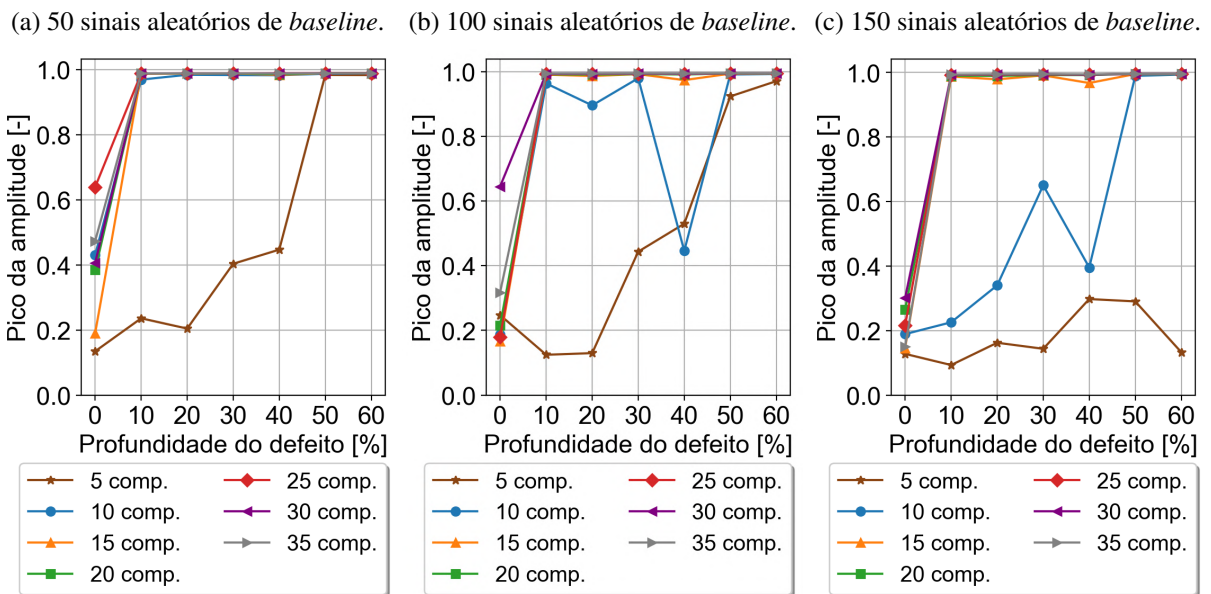 (a) 50 sinais aleatórios de baseline.
(b) 100 sinais aleatórios de baseline.
(c) 150 sinais aleatórios de baseline.
Pico da amplitude [-]
1.0
0.8
0.6
0.4
0.2
0.0
0 10 20 30 40 50 60
Profundidade do defeito [%]
5 comp.
10 comp.
15 comp.
20 comp.
25 comp.
30 comp.
35 comp.
Pico da amplitude [-]
1.0
0.8
0.6
0.4
0.2
0.0
0 10 20 30 40 50 60
Profundidade do defeito [%]
5 comp.
10 comp.
15 comp.
20 comp.
25 comp.
30 comp.
35 comp.
Pico da amplitude [-]
1.0
0.8
0.6
0.4
0.2
0.0
0 10 20 30 40 50 60
Profundidade do defeito [%]
5 comp.
10 comp.
15 comp.
20 comp.
25 comp.
30 comp.
35 comp.